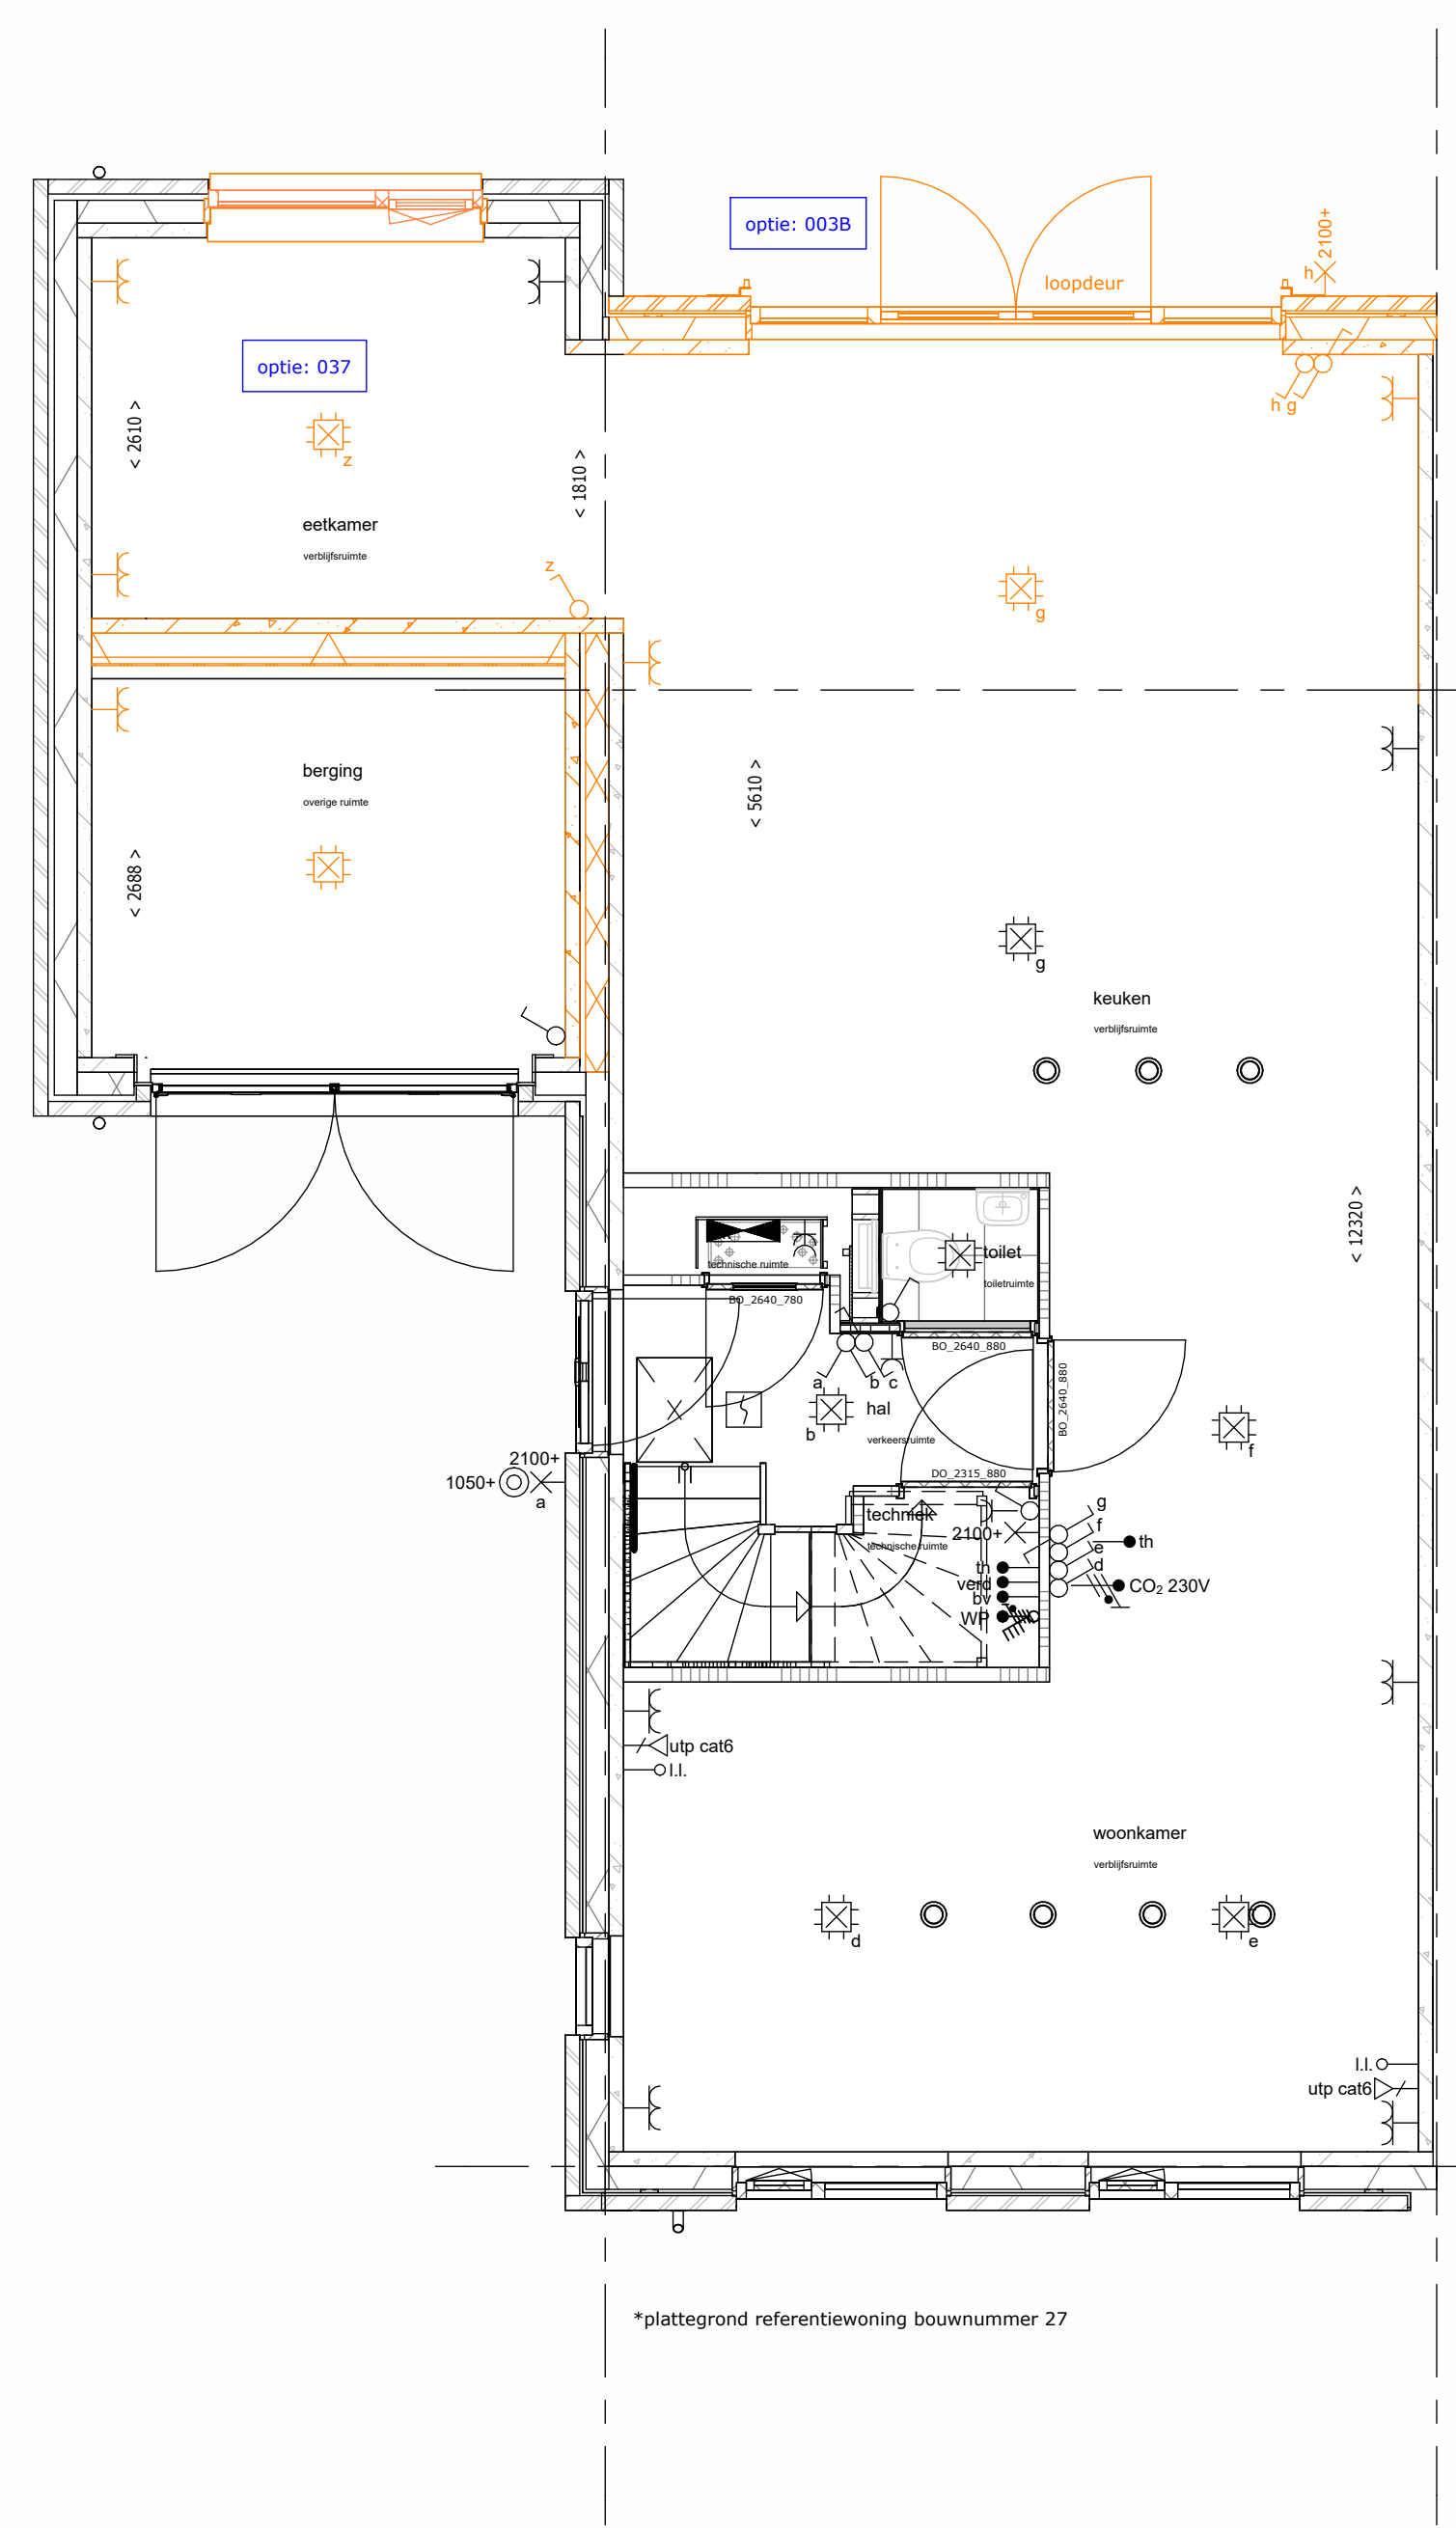 optie: 003B
loopdeur
h
2100+
optie: 037
h g
< 2610 >
z
< 1810 >
eetkamer
verblijfsruimte
z
g
< 5610 >
berging
overige ruimte
< 2688 >
g
keuken
verblijfsruimte
< 12320 >
toilet
toiletruimte
technische ruimte
BO_2640_780
BO_2640_880
BO_2640_880
a
b c
hal
b
verkeersruimte
f
2100+
1050+
a
DO_2315_880
techniek
technische ruimte
2100+
g
f
e
d
th
th
verd
bv
WP
CO₂ 230V
utp cat6
l.l.
woonkamer
verblijfsruimte
d
e
l.l.
utp cat6
*plattegrond referentiewoning bouwnummer 27